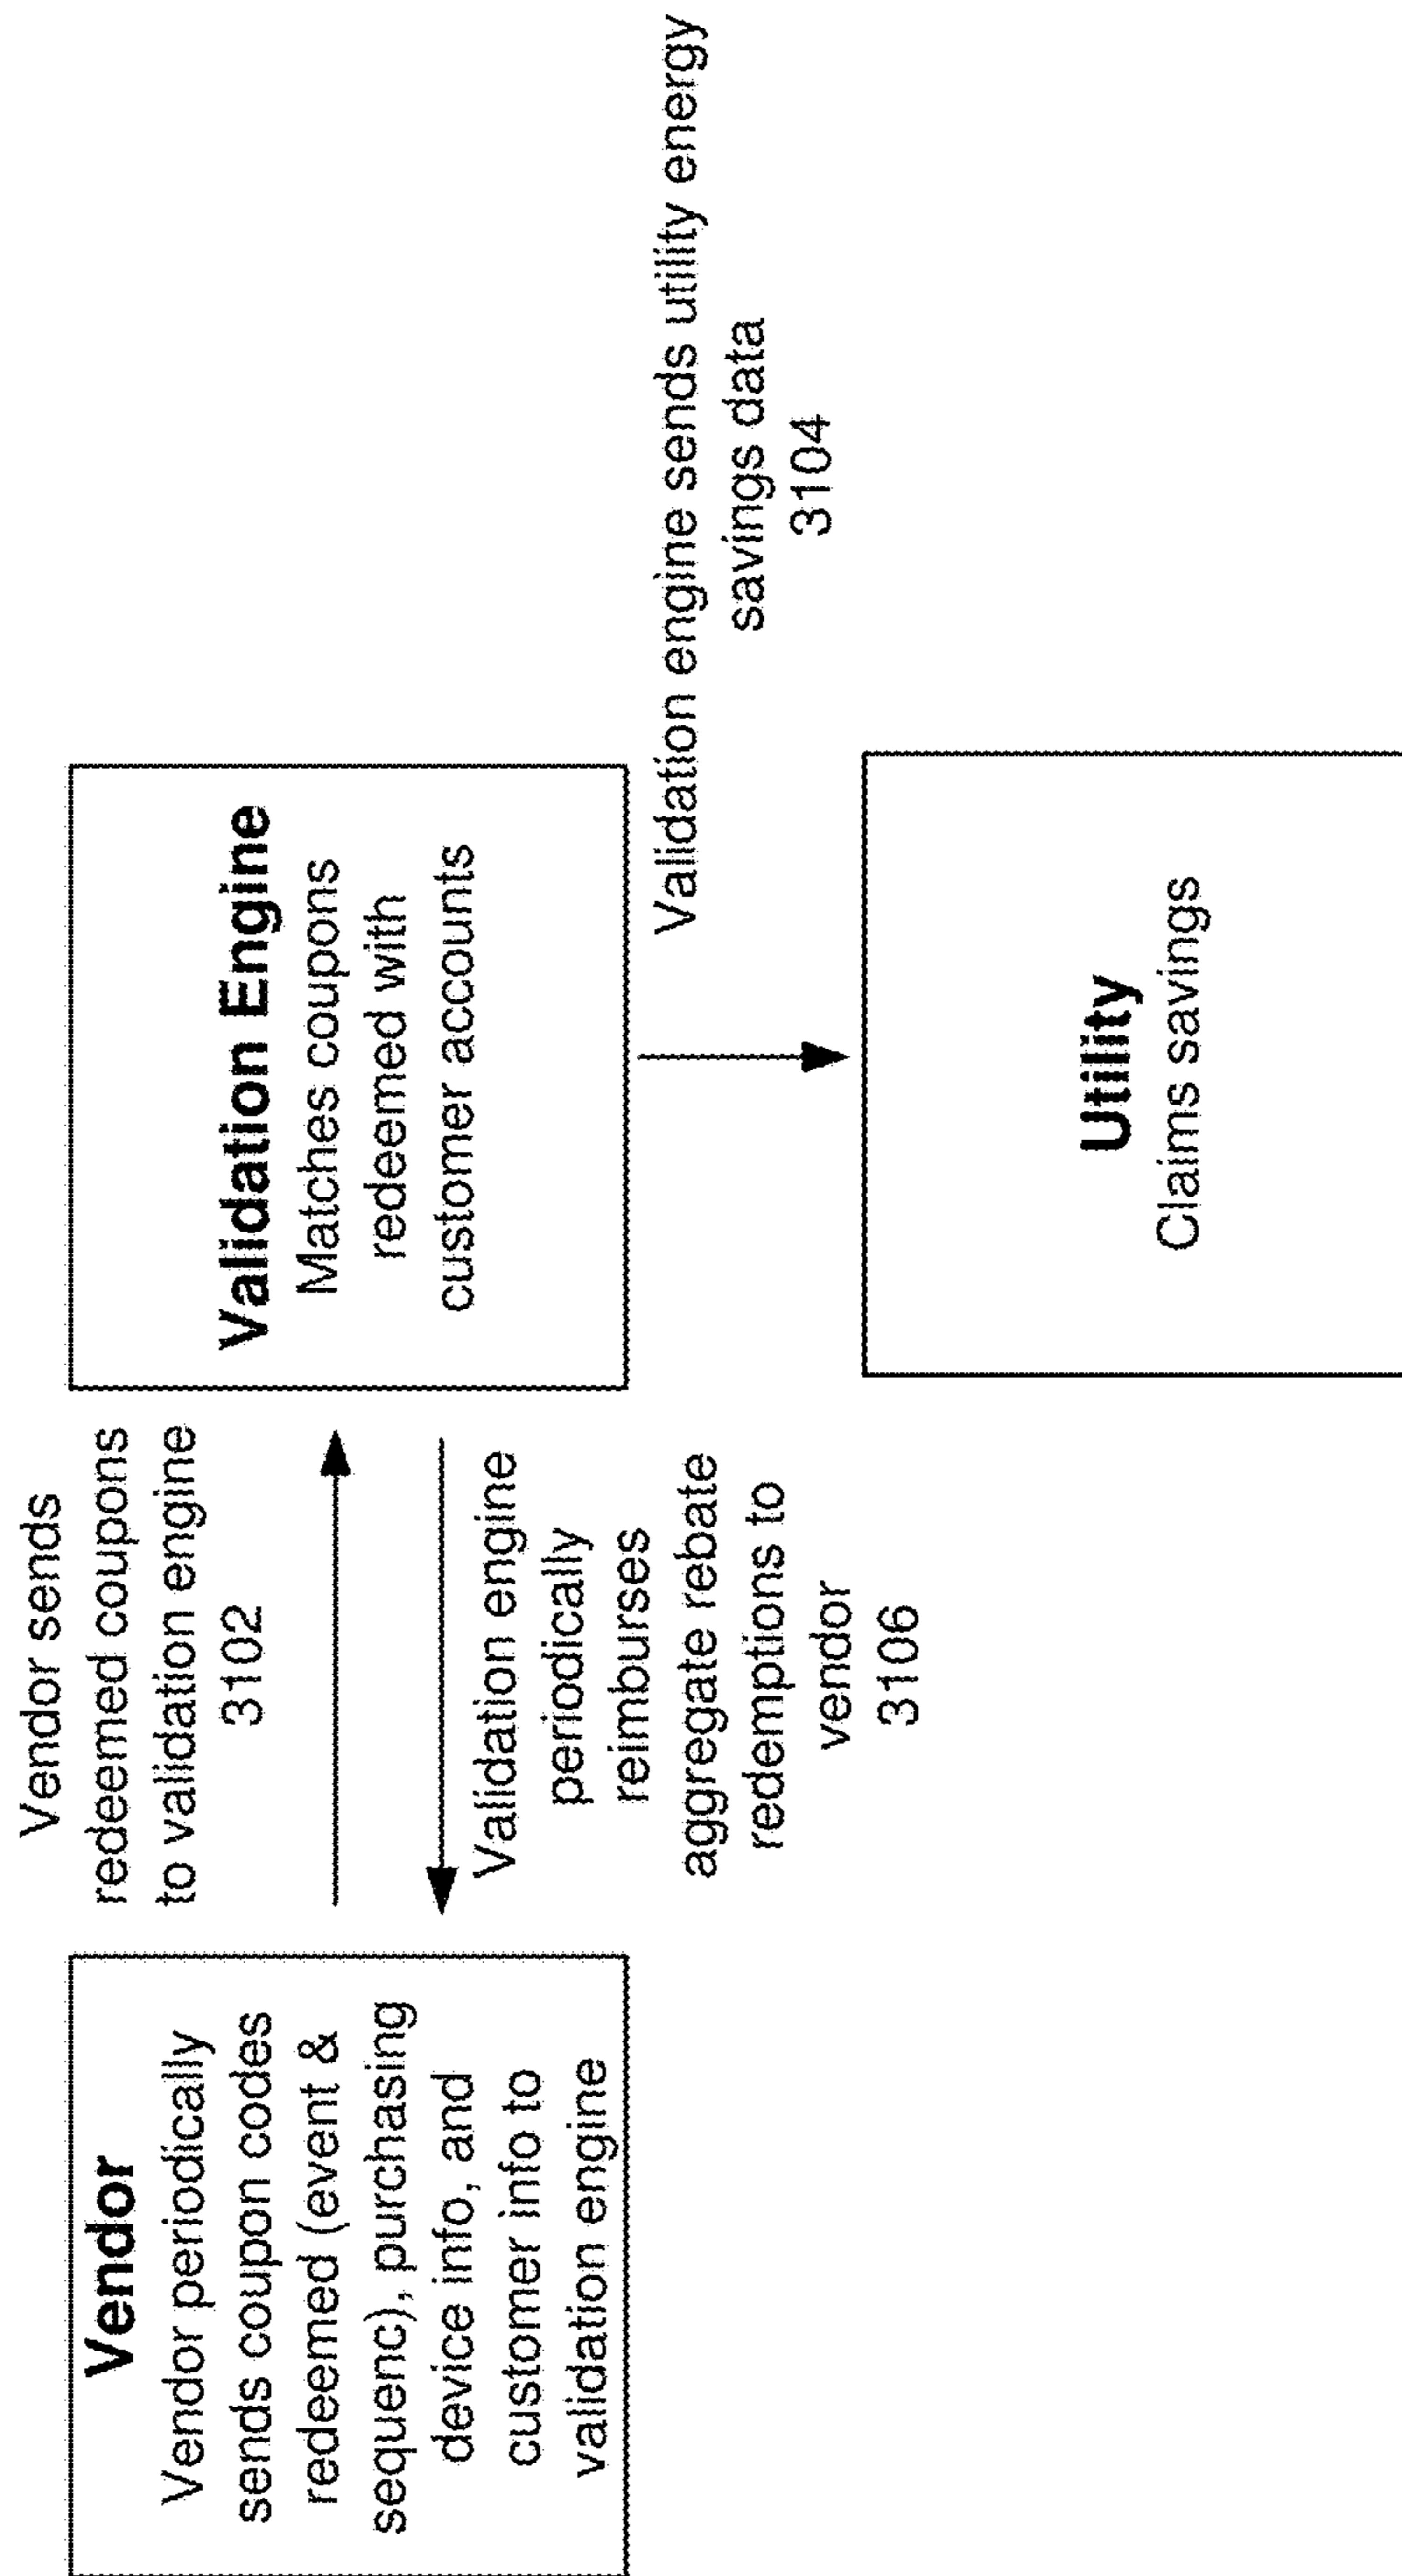 Vendor
Vendor periodically
sends coupon codes
redeemed (event &
sequenc), purchasing
device info, and
customer info to
validation engine
Vendor sends
redeemed coupons
to validation engine
3102
Validation engine
periodically
reimburses
aggregate rebate
redemptions to
vendor
3106
Validation Engine
Matches coupons
redeemed with
customer accounts
Validation engine sends utility energy
savings data
3104
Utility
Claims savings